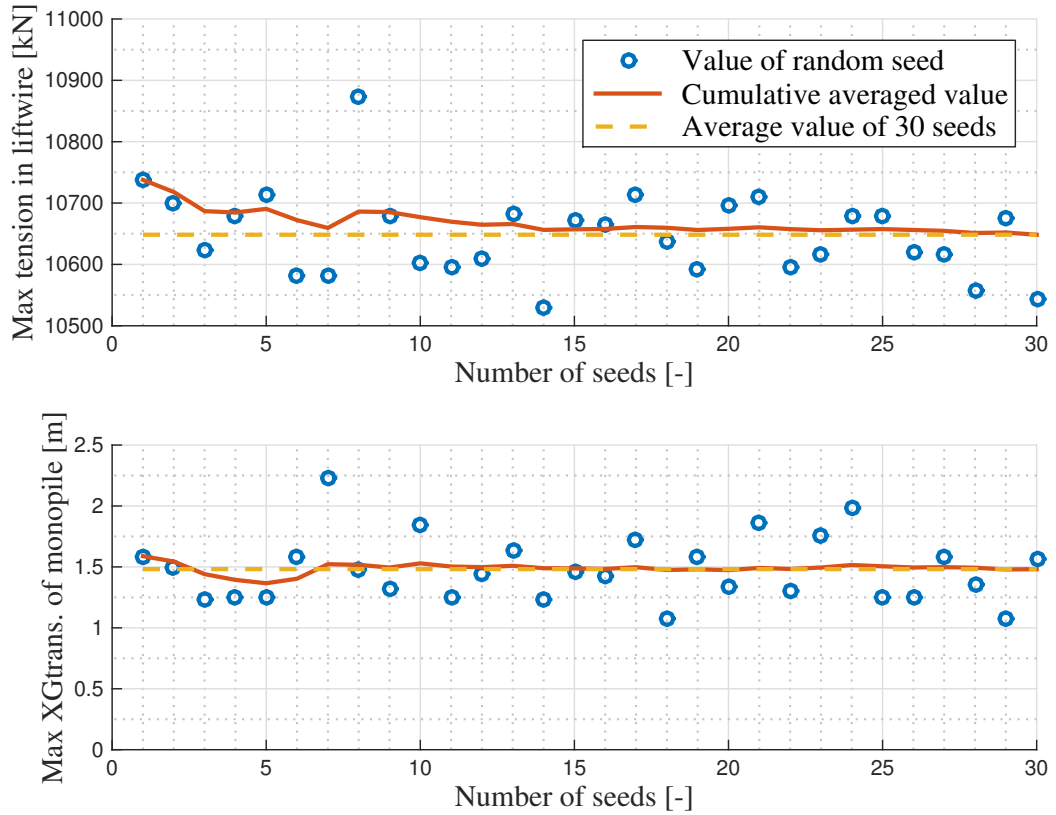 11000
10900
10800
10700
10600
10500
Max tension in liftwire [kN]
Value of random seed
Cumulative averaged value
Average value of 30 seeds
0 5 10 15 20 25 30
Number of seeds [-]
2.5
2
1.5
1
0.5
0
Max XGtrans. of monopile [m]
0 5 10 15 20 25 30
Number of seeds [-]